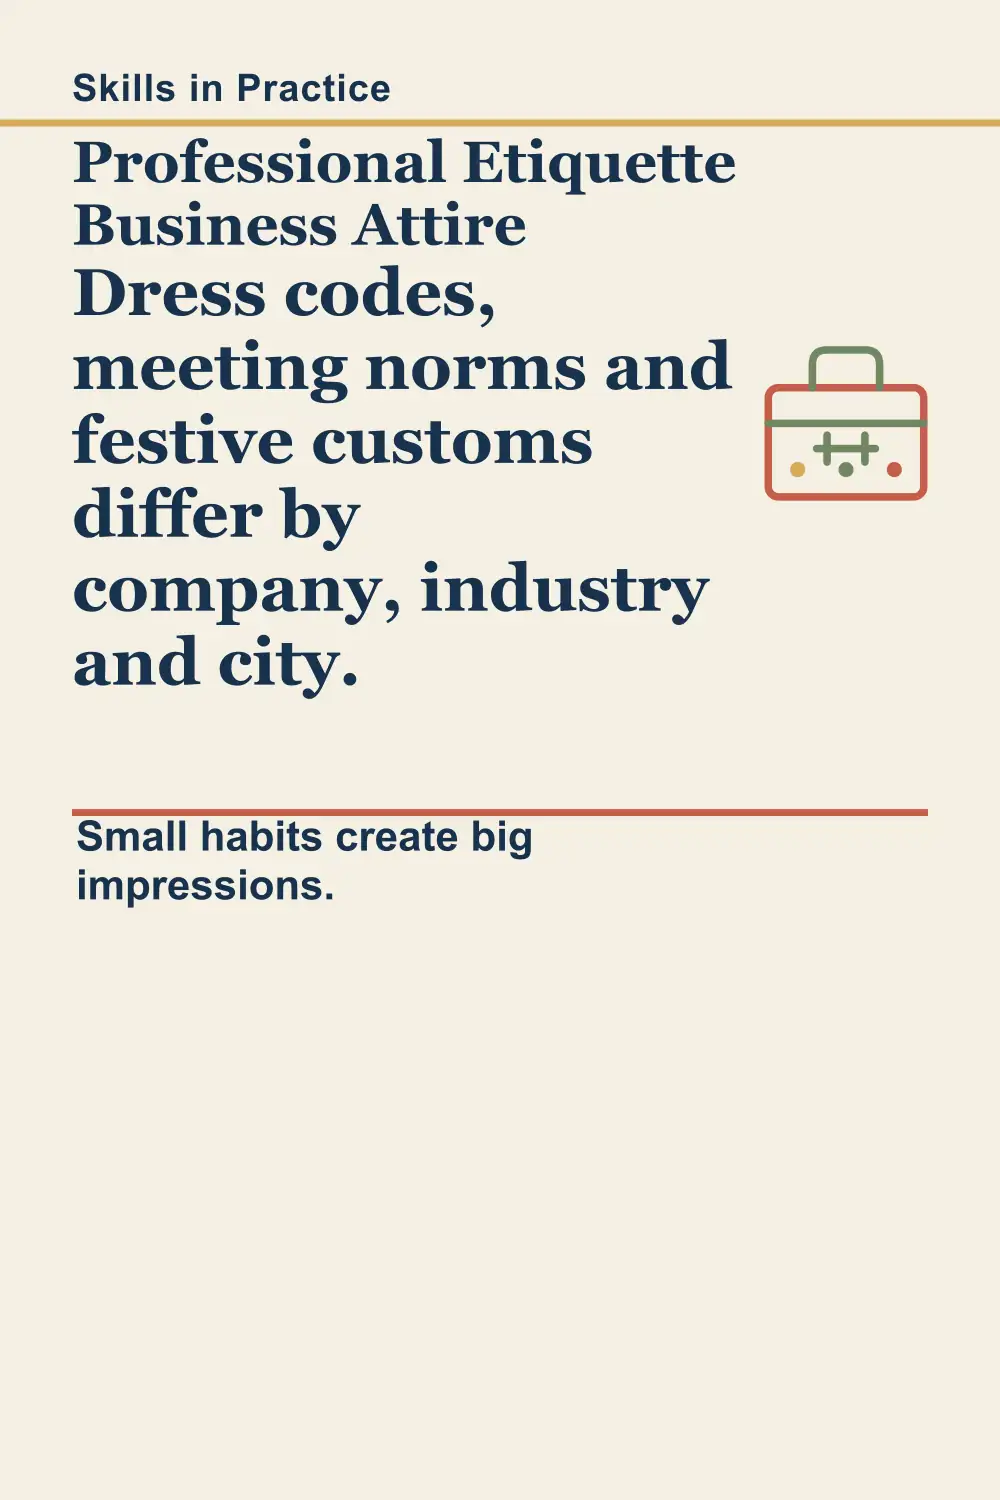 Skills in Practice
Professional Etiquette
Business Attire
Dress codes,
meeting norms and
festive customs
differ by
company, industry
and city.
Small habits create big
impressions.